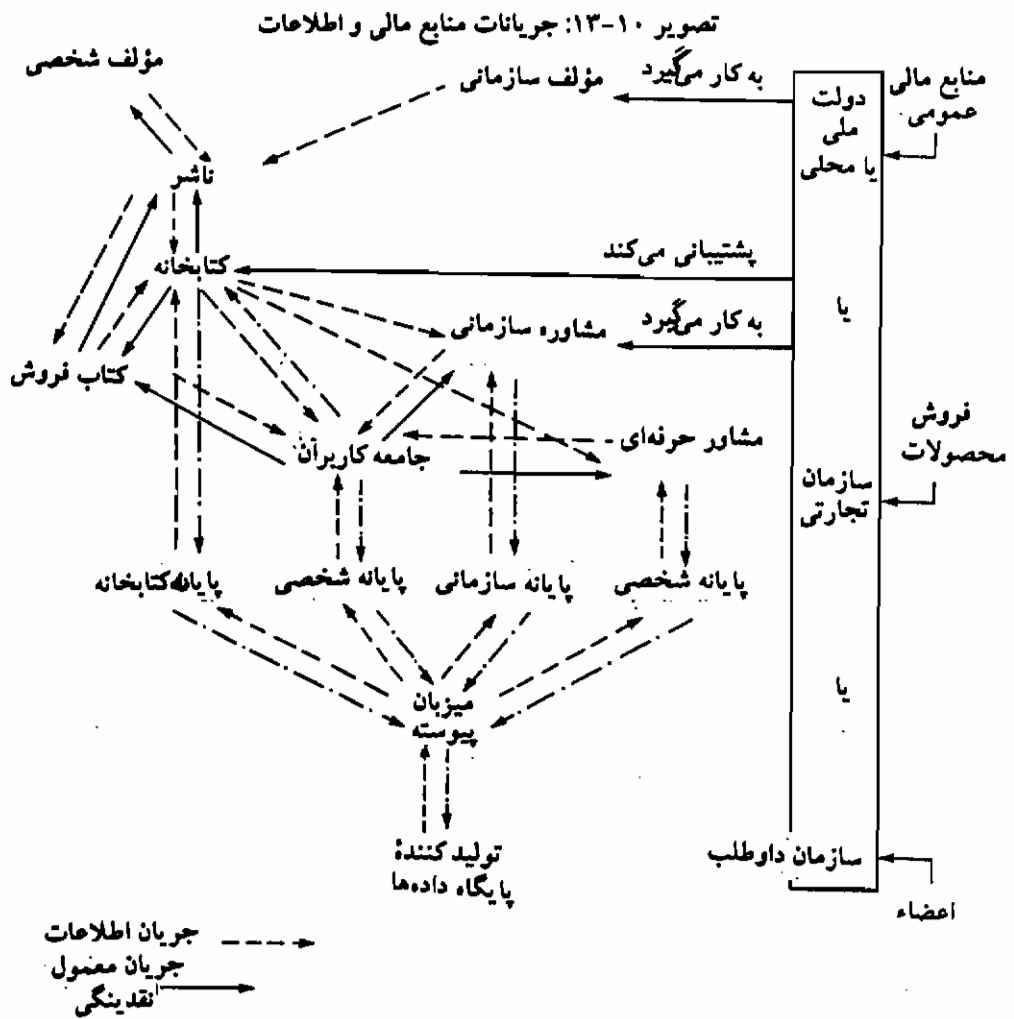 تصویر ۱۰-۱۳: جریانات منابع مالی و اطلاعات
مؤلف شخصی
مؤلف سازمانی
به کار می‌گیرد
منابع مالی
عمومی
دولت
ملی
یا محلی
ناشر
کتابخانه
پشتیبانی می‌کند
یا
مشاوره سازمانی
به کار می‌گیرد
کتاب فروش
فروش
محصولات
جامعه کاربرآن
مشاور حرفه‌ای
سازمان
تجارتی
پایانه شخصی
پایانه سازمانی
پایانه شخصی
پایانه کتابخانه
یا
میزبان
پیوسته
تولید کنندهٔ
پایگاه داده‌ها
سازمان داوطلب
اعضاء
جریان اطلاعات
جریان معمول
نقدینگی